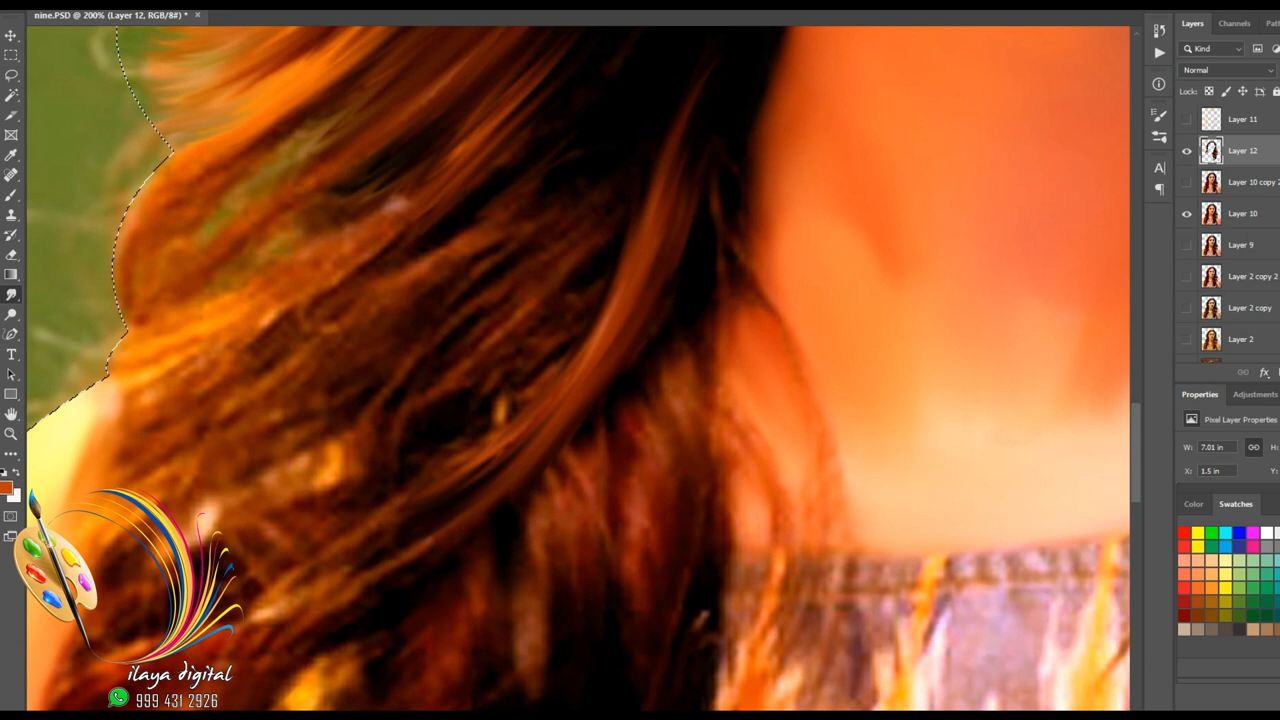 nine.PSD @ 200% (Layer 12, RGB/8#) * ×
Layers Channels Pat
Kind
Normal
Lock:
Layer 11
Layer 12
Layer 10 copy 2
Layer 10
Layer 9
Layer 2 copy 2
Layer 2 copy
Layer 2
fx
Properties Adjustments
Pixel Layer Properties
W: 7.01 in H:
X: 1.5 in Y:
Color Swatches
ilaya digital
999 431 2926